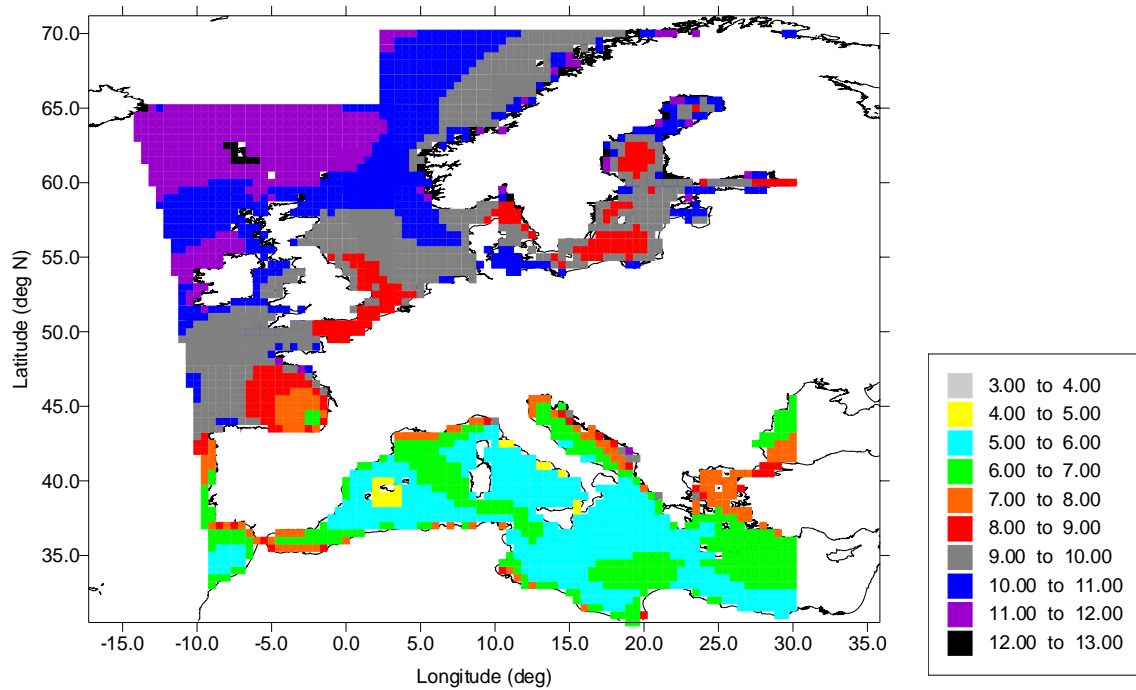 70.0
65.0
60.0
55.0
50.0
45.0
40.0
35.0
Latitude (deg N)
-15.0 -10.0 -5.0 0.0 5.0 10.0 15.0 20.0 25.0 30.0 35.0
Longitude (deg)
3.00 to 4.00
4.00 to 5.00
5.00 to 6.00
6.00 to 7.00
7.00 to 8.00
8.00 to 9.00
9.00 to 10.00
10.00 to 11.00
11.00 to 12.00
12.00 to 13.00